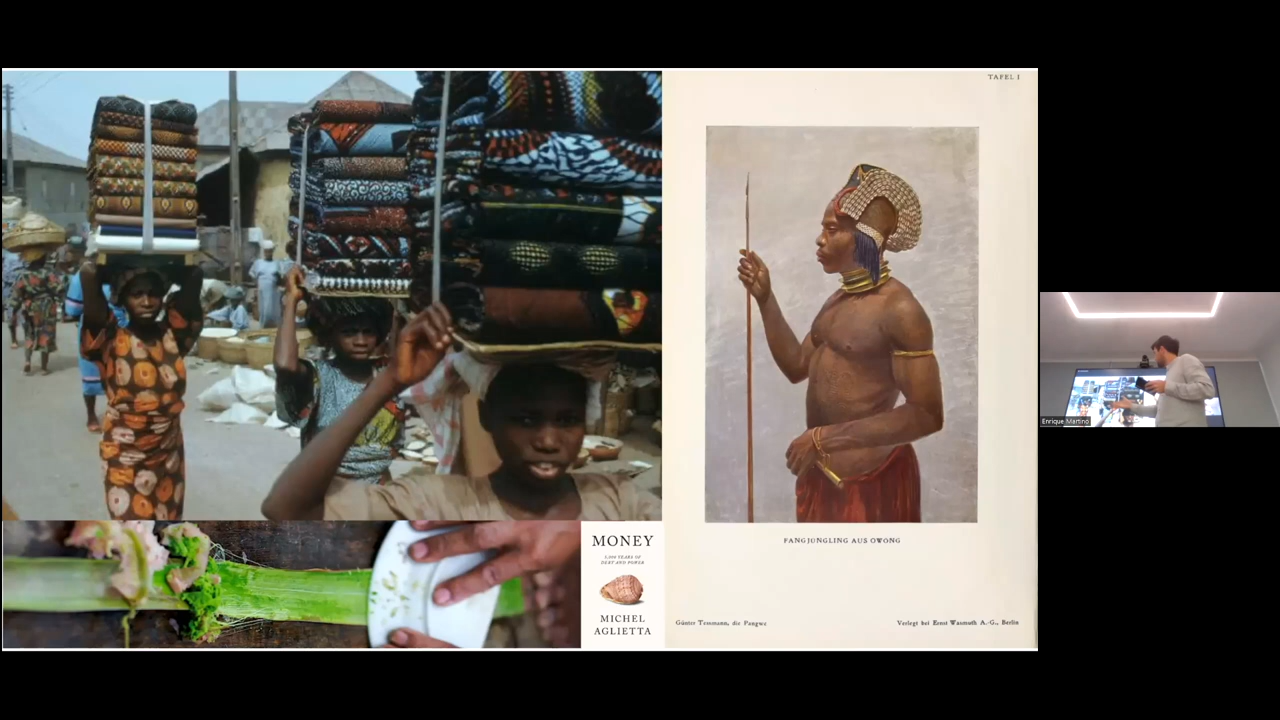 TAFEL I
FANGJÜNGLING AUS OWONG
Günter Tessmann, die Pangwe
Verlegt bei Ernst Wasmuth A.-G., Berlin
MONEY
5,000 YEARS OF
DEBT AND POWER
MICHEL
AGLIETTA
Enrique Martino